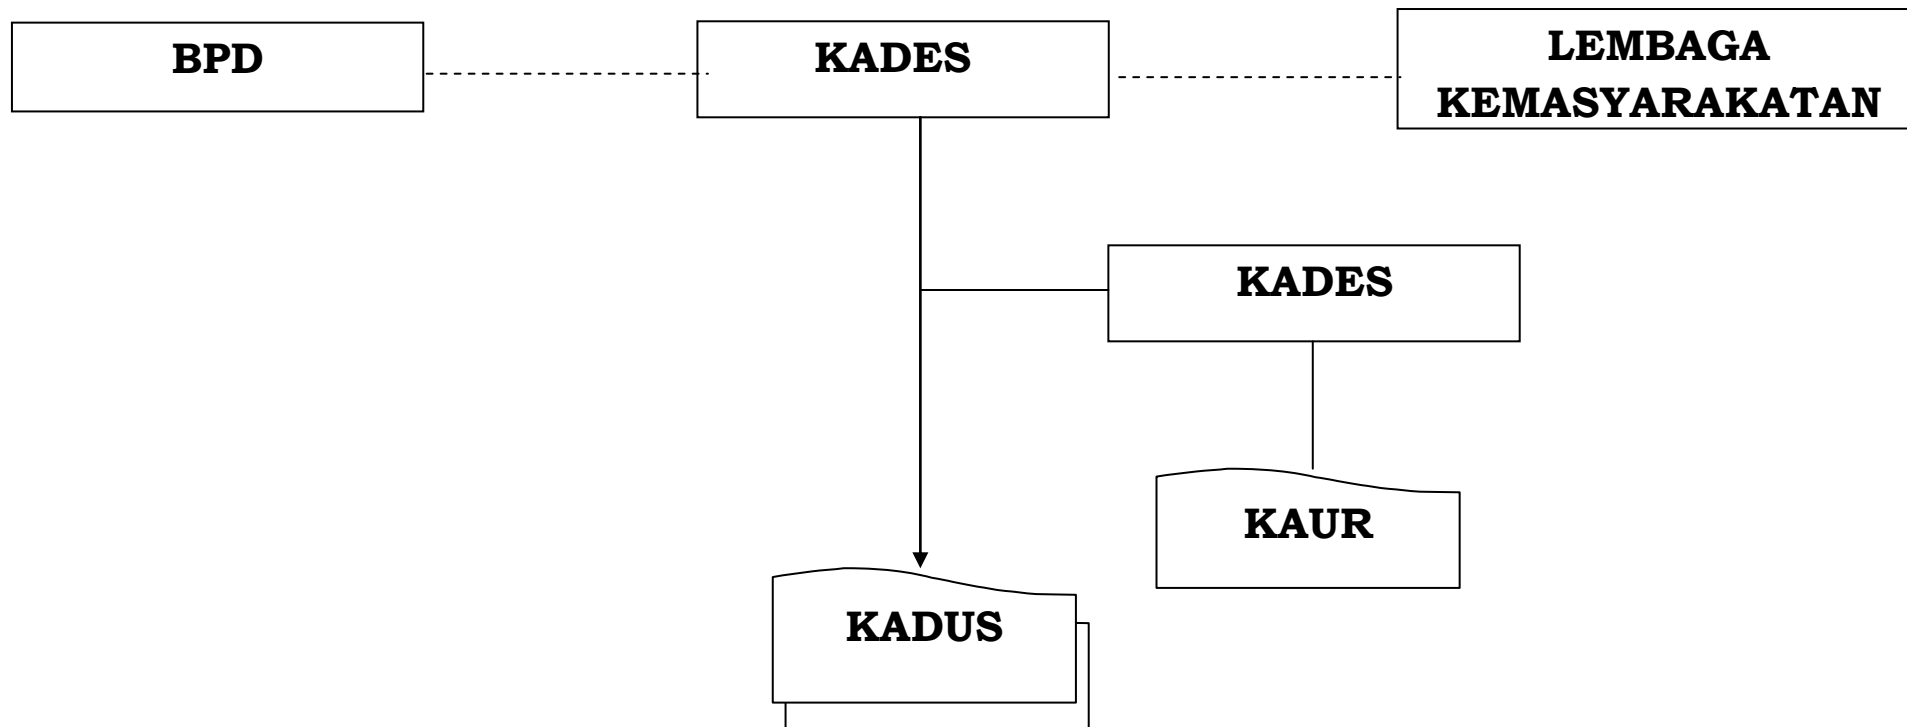 BPD
KADES
LEMBAGA
KEMASYARAKATAN
KADES
KAUR
KADUS